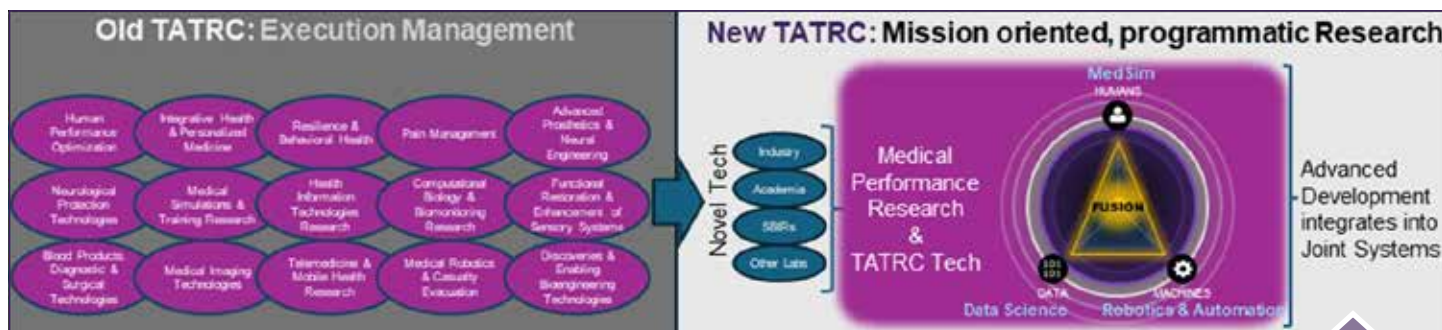 Old TATRC: Execution Management
Human
Performance
Optimization
Integrative Health
& Personalized
Medicine
Resilience &
Behavioral Health
Pain Management
Advanced
Prosthetics &
Neural
Engineering
Neurological
Protection
Technologies
Medical
Simulations &
Training Research
Health
Information
Technologies
Research
Computational
Biology &
Biomonitoring
Research
Functional
Restoration &
Enhancement of
Sensory Systems
Blood Products
Diagnostic &
Surgical
Technologies
Medical Imaging
Technologies
Telemedicine &
Mobile Health
Research
Medical Robotics
& Casualty
Evacuation
Discoveries &
Enabling
Bioengineering
Technologies
New TATRC: Mission oriented, programmatic Research
Novel Tech
Industry
Academia
SBIRs
Other Labs
Medical
Performance
Research
&
TATRC Tech
MedSim
HUMANS
FUSION
101
101
DATA
MACHINES
Data Science
Robotics & Automation
Advanced
Development
integrates into
Joint Systems